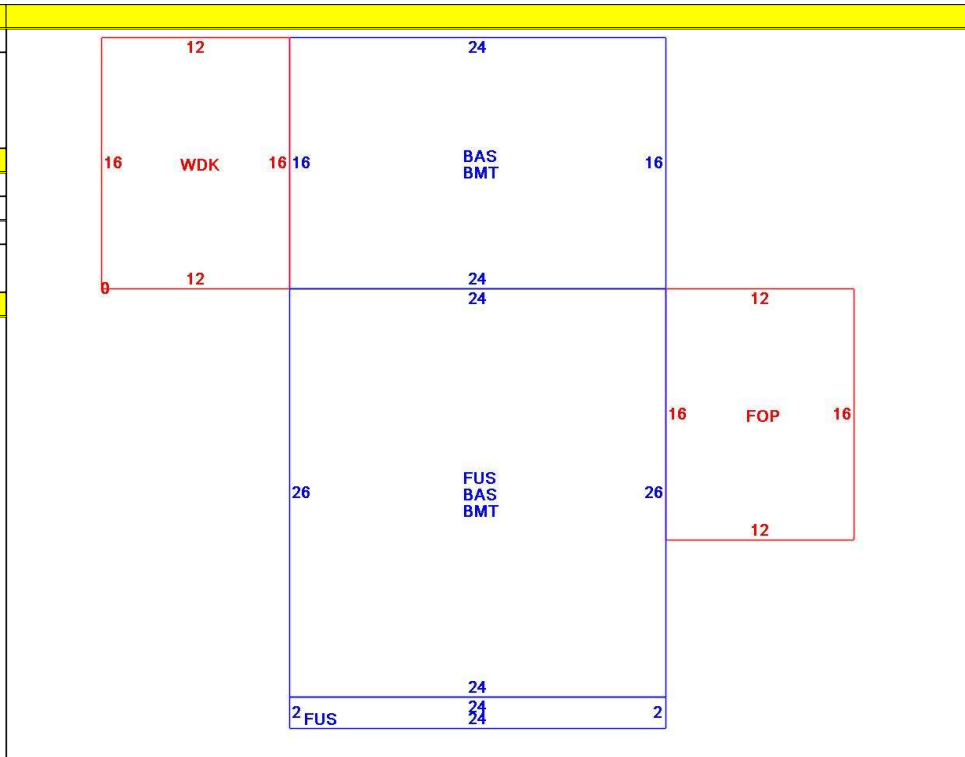 12 24
16 WDK 16 16 BAS 16
BMT
12 24
0
24 12
16 FOP 16
FUS
26 BAS 26
BMT
12
24
2 24 2
FUS 24